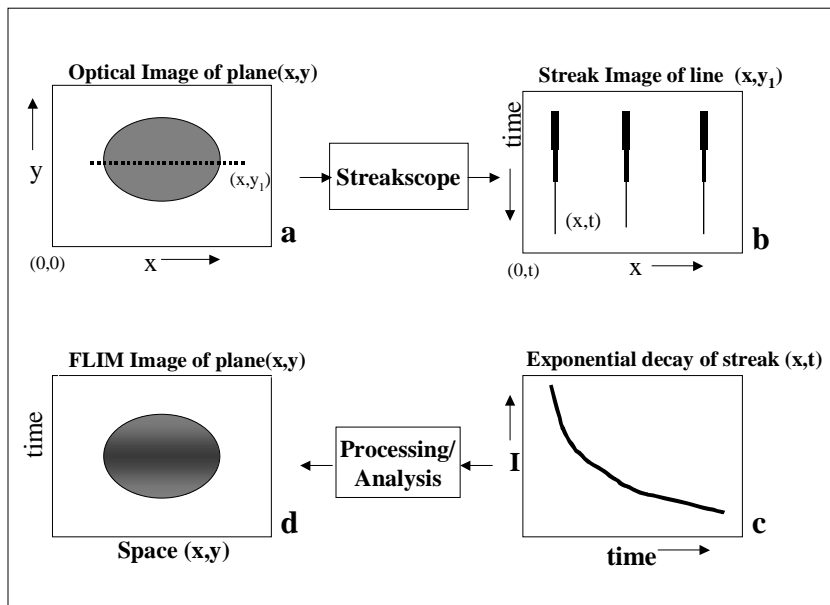 Optical Image of plane(x,y)
y
(x,y₁)
a
(0,0)
x
Streakscope
Streak Image of line (x,y₁)
time
(x,t)
b
(0,t)
x
FLIM Image of plane(x,y)
time
d
Space (x,y)
Processing/
Analysis
Exponential decay of streak (x,t)
I
c
time